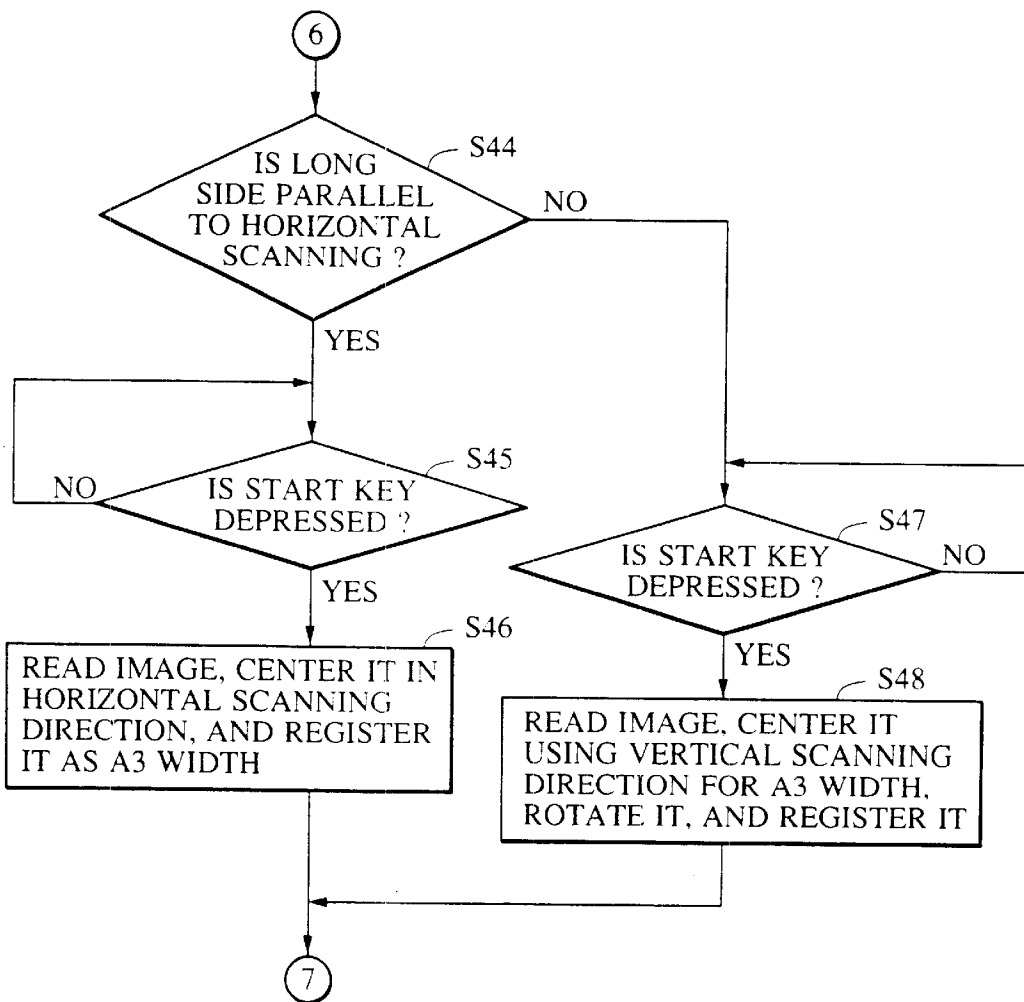 6
S44
IS LONG
SIDE PARALLEL
TO HORIZONTAL
SCANNING ?
NO
YES
S45
NO
IS START KEY
DEPRESSED ?
YES
S46
READ IMAGE, CENTER IT IN
HORIZONTAL SCANNING
DIRECTION, AND REGISTER
IT AS A3 WIDTH
S47
IS START KEY
DEPRESSED ?
NO
YES
S48
READ IMAGE, CENTER IT
USING VERTICAL SCANNING
DIRECTION FOR A3 WIDTH,
ROTATE IT, AND REGISTER IT
7